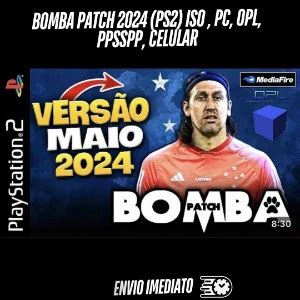 BOMBA PATCH 2024 (PS2) ISO , PC, OPL,
PPSSPP, CELULAR
MediaFire
OPL
VERSÃO
MAIO
2024
PlayStation 2
BOMBA
PATCH
8:30
ENVIO IMEDIATO